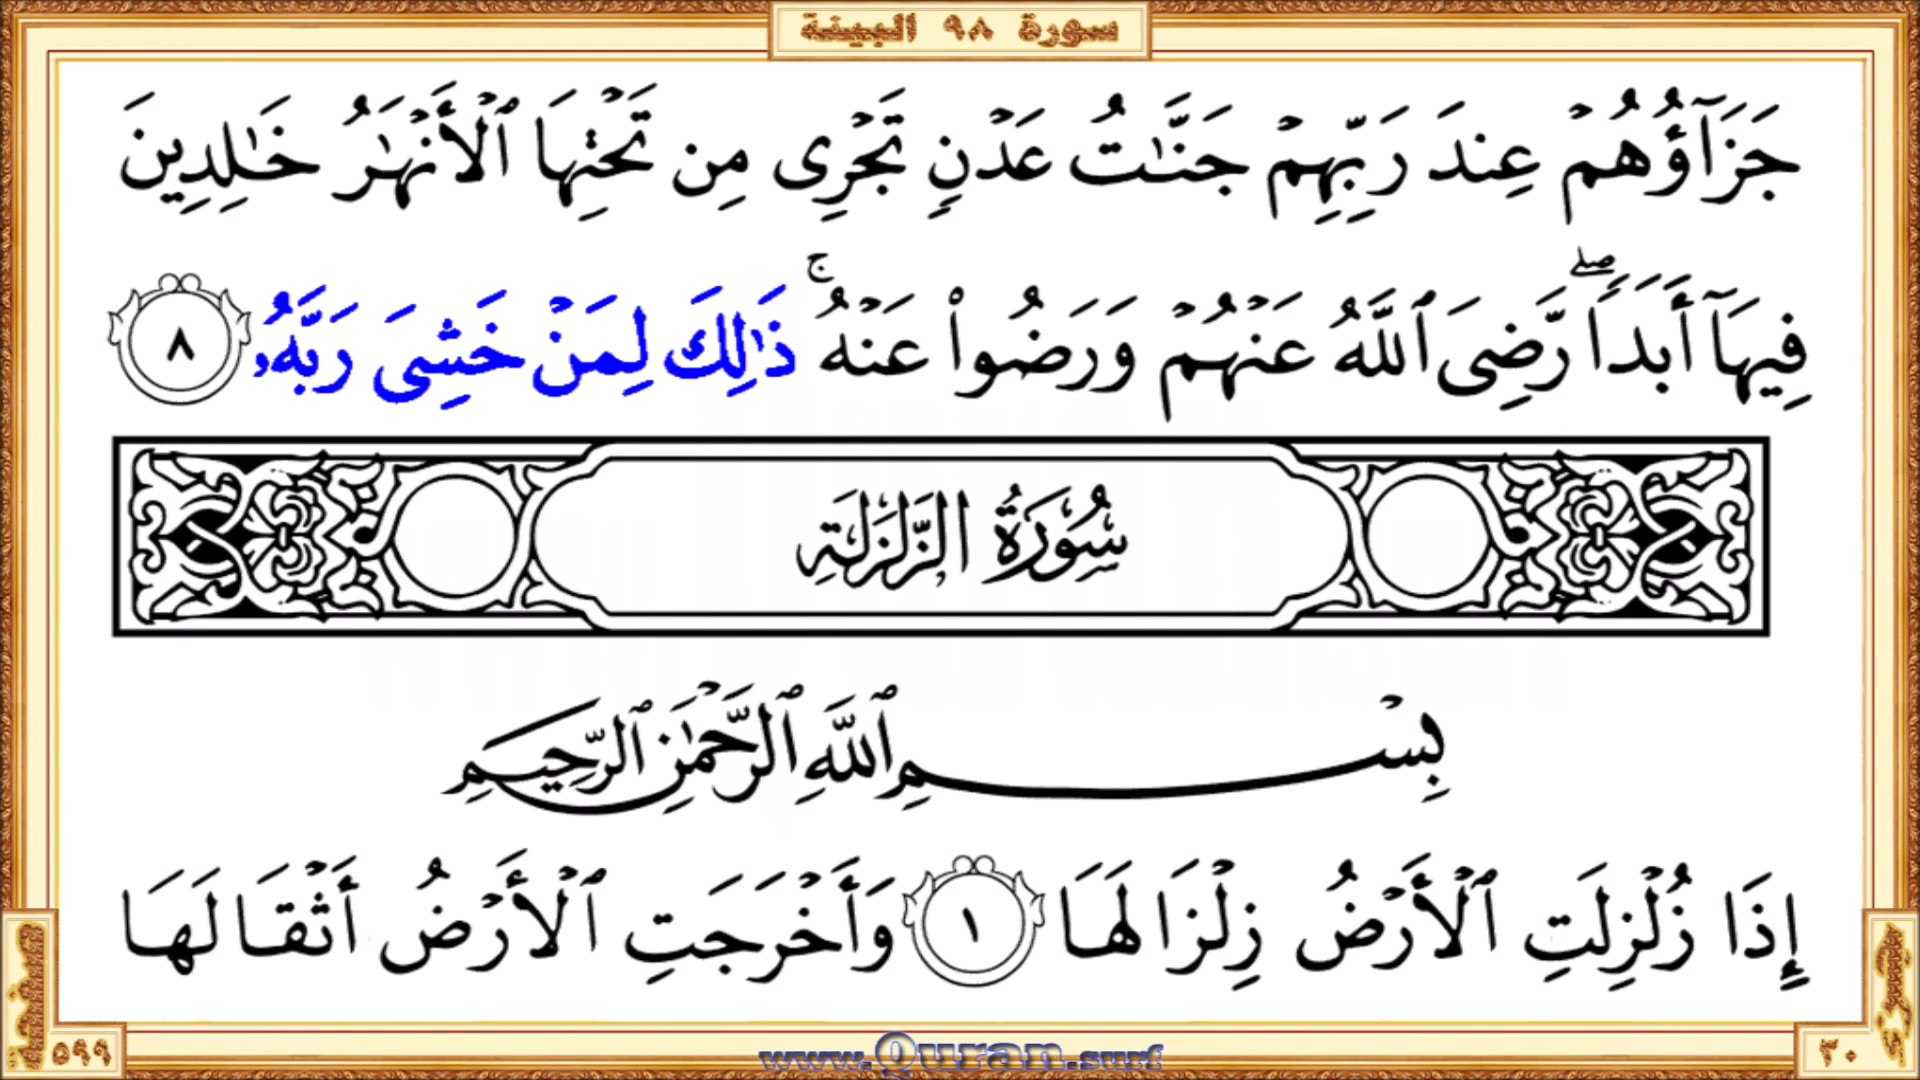 سورة ٩٨ البينة
جَزَآؤُهُمْ عِندَ رَبِّهِمْ جَنَّٰتُ عَدْنٍ تَجْرِى مِن تَحْتِهَا ٱلْأَنْهَٰرُ خَٰلِدِينَ
فِيهَآ أَبَدًا ۖ رَّضِىَ ٱللَّهُ عَنْهُمْ وَرَضُوا۟ عَنْهُ ۚ ذَٰلِكَ لِمَنْ خَشِىَ رَبَّهُۥ ٨
سُورَةُ الزَّلْزَلَةِ
بِسْمِ ٱللَّهِ ٱلرَّحْمَٰنِ ٱلرَّحِيمِ
إِذَا زُلْزِلَتِ ٱلْأَرْضُ زِلْزَالَهَا ١ وَأَخْرَجَتِ ٱلْأَرْضُ أَثْقَالَهَا
صفحة ٥٩٩
www.Quran.surf
٣٠